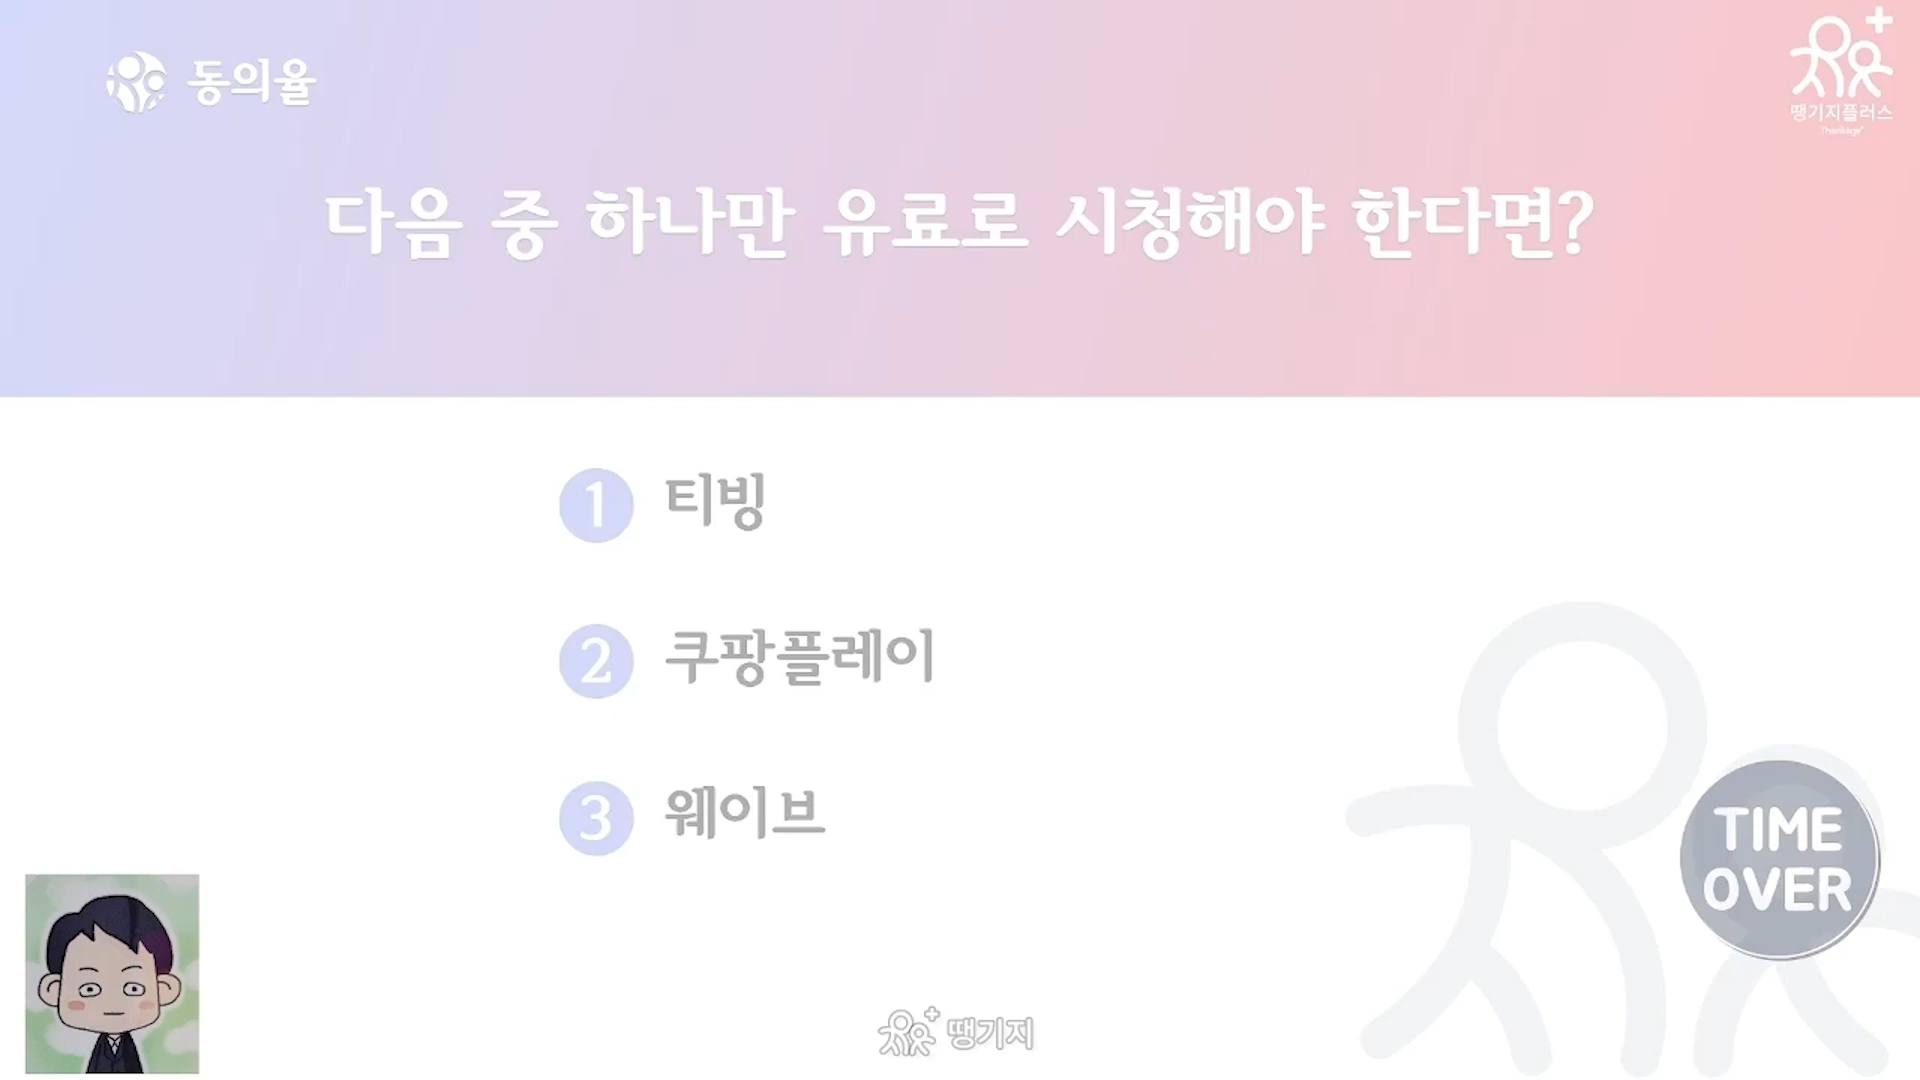 동의율
땡기지플러스
다음 중 하나만 유료로 시청해야 한다면?
1 티빙
2 쿠팡플레이
3 웨이브
TIME
OVER
땡기지